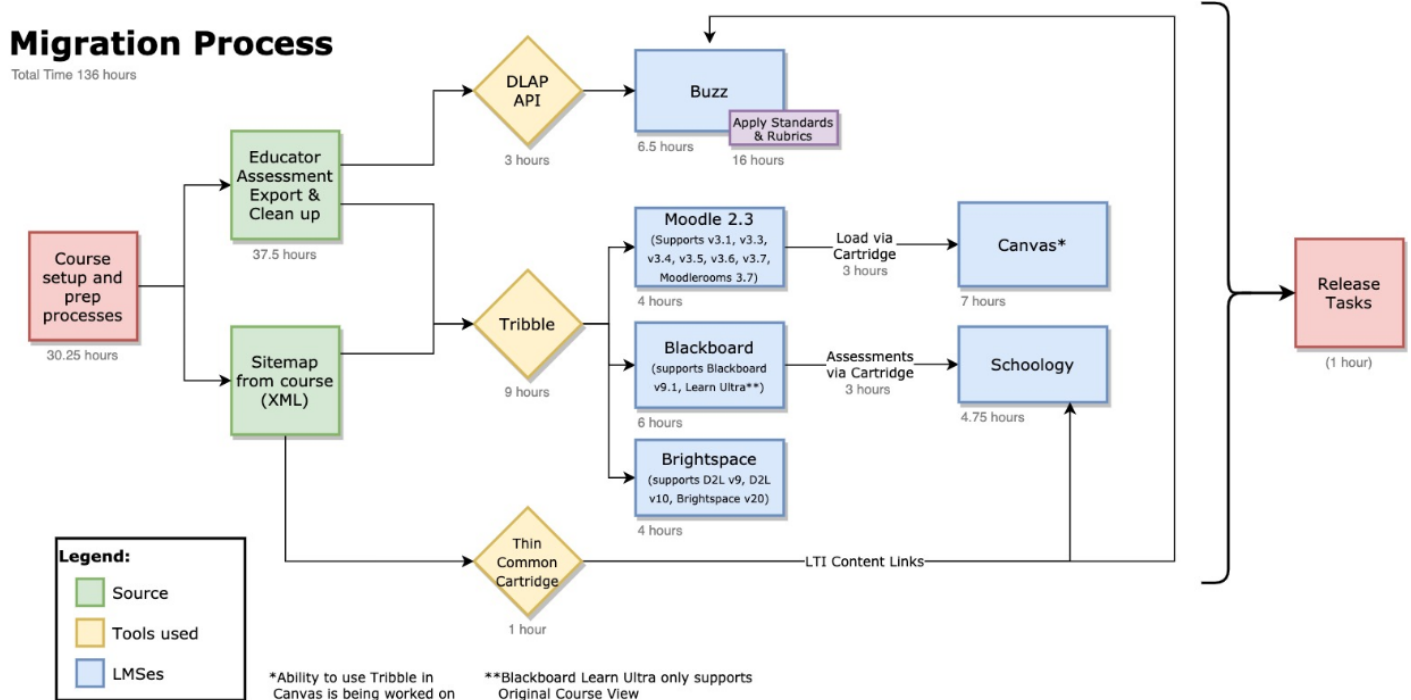 Migration Process
Total Time 136 hours
Course
setup and
prep
processes
30.25 hours
Educator
Assessment
Export &
Clean up
37.5 hours
Sitemap
from course
(XML)
DLAP
API
3 hours
Tribble
9 hours
Thin
Common
Cartridge
1 hour
Buzz
6.5 hours
Apply Standards
& Rubrics
16 hours
Moodle 2.3
(Supports v3.1, v3.3,
v3.4, v3.5, v3.6, v3.7,
Moodlerooms 3.7)
4 hours
Load via
Cartridge
3 hours
Canvas*
7 hours
Blackboard
(supports Blackboard
v9.1, Learn Ultra**)
6 hours
Assessments
via Cartridge
3 hours
Schoology
4.75 hours
Brightspace
(supports D2L v9, D2L
v10, Brightspace v20)
4 hours
LTI Content Links
Release
Tasks
(1 hour)
Legend:
Source
Tools used
LMSes
*Ability to use Tribble in
Canvas is being worked on
**Blackboard Learn Ultra only supports
Original Course View